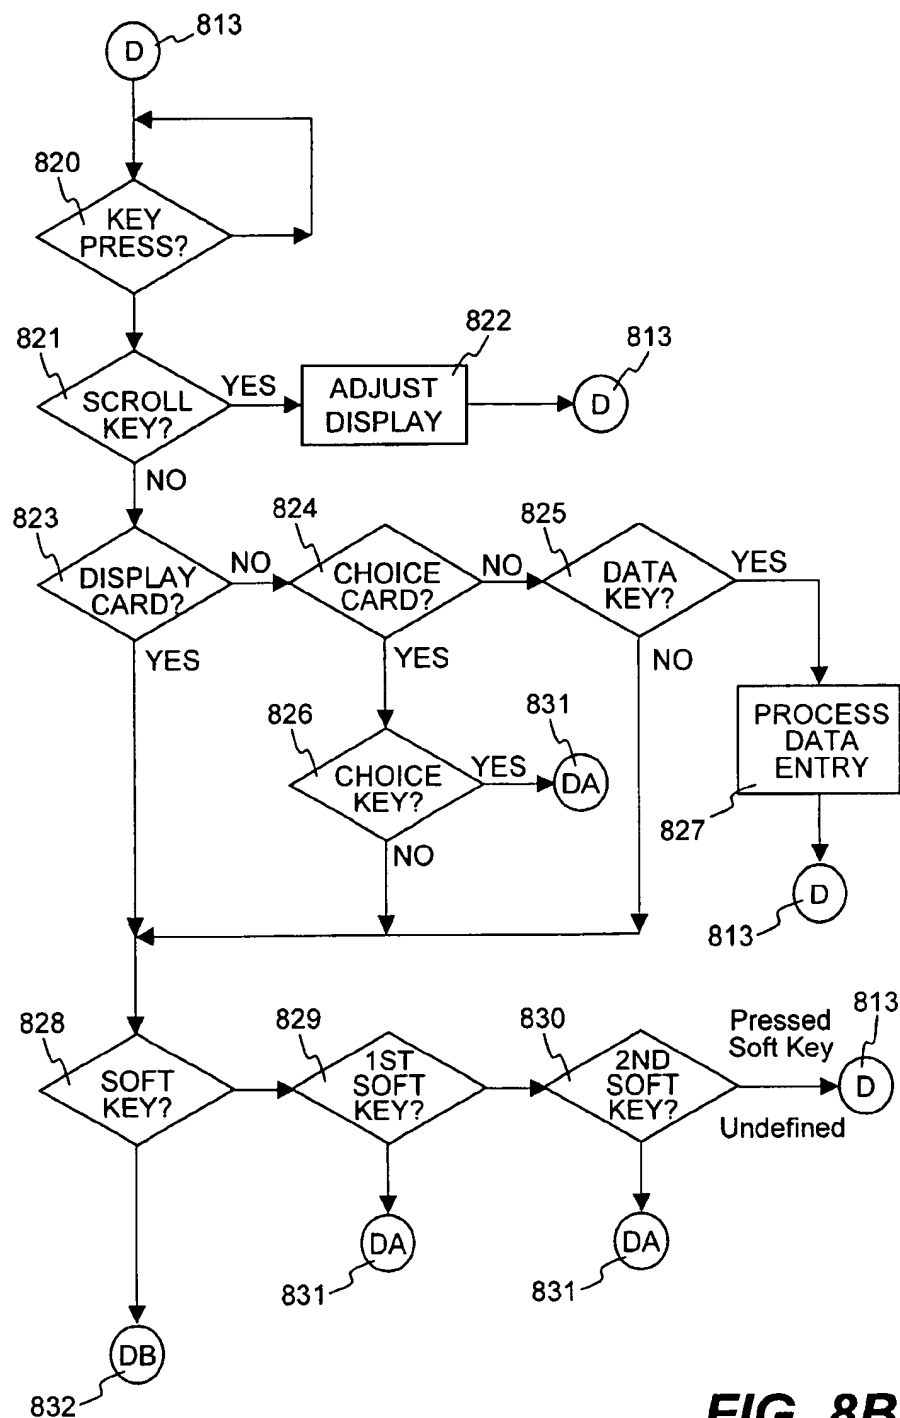 D
813
820
KEY
PRESS?
821
SCROLL
KEY?
YES
822
ADJUST
DISPLAY
813
D
NO
823
DISPLAY
CARD?
NO
824
CHOICE
CARD?
NO
825
DATA
KEY?
YES
YES
YES
NO
826
CHOICE
KEY?
YES
831
DA
PROCESS
DATA
ENTRY
827
NO
D
813
828
SOFT
KEY?
829
1ST
SOFT
KEY?
830
2ND
SOFT
KEY?
Pressed
Soft Key
813
D
Undefined
DA
831
DA
831
DB
832
FIG. 8B